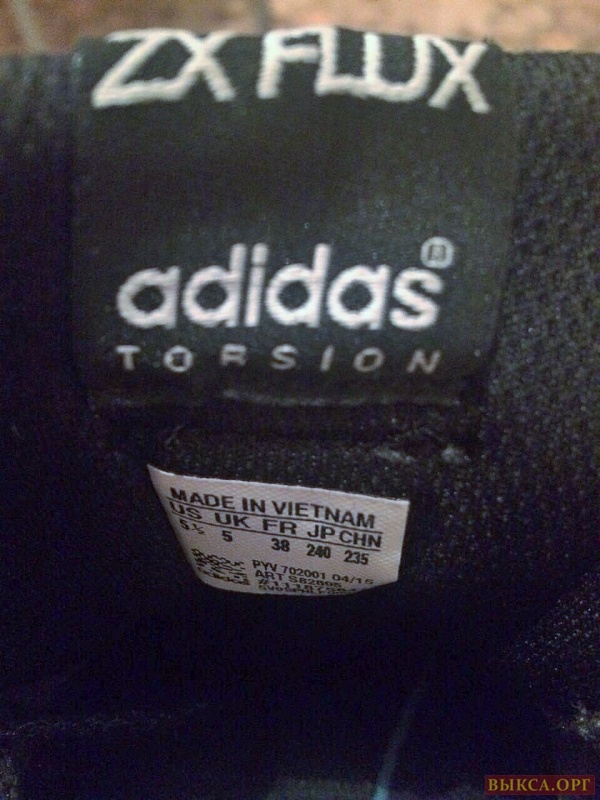 ZX FLUX
adidas®
TORSION
MADE IN VIETNAM
US UK FR JP CHN
5½ 5 38 240 235
PYV 702001 04/15
ART S82695
ВЫКСА.ОРГ